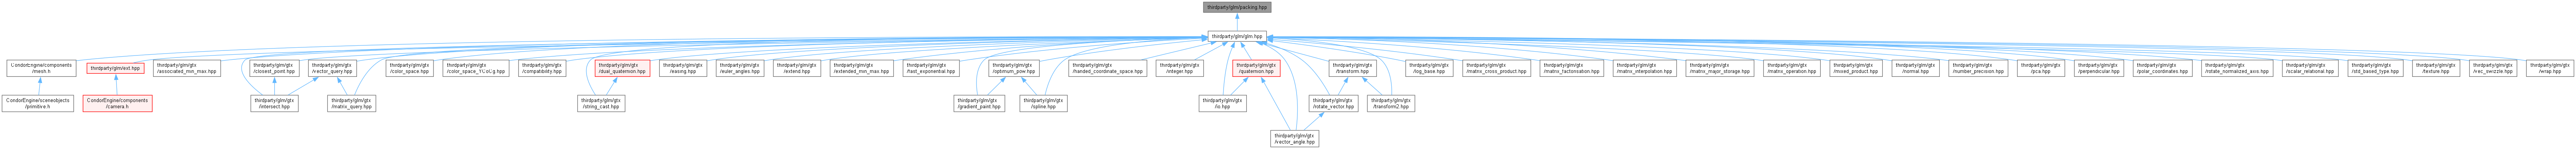 thirdparty/glm/packing.hpp
thirdparty/glm/glm.hpp
CondorEngine/components
/mesh.h
thirdparty/glm/ext.hpp
thirdparty/glm/gtx
/associated_min_max.hpp
thirdparty/glm/gtx
/closest_point.hpp
thirdparty/glm/gtx
/vector_query.hpp
thirdparty/glm/gtx
/color_space.hpp
thirdparty/glm/gtx
/color_space_YCoCg.hpp
thirdparty/glm/gtx
/compatibility.hpp
thirdparty/glm/gtx
/dual_quaternion.hpp
thirdparty/glm/gtx
/easing.hpp
thirdparty/glm/gtx
/euler_angles.hpp
thirdparty/glm/gtx
/extend.hpp
thirdparty/glm/gtx
/extended_min_max.hpp
thirdparty/glm/gtx
/fast_exponential.hpp
thirdparty/glm/gtx
/optimum_pow.hpp
thirdparty/glm/gtx
/handed_coordinate_space.hpp
thirdparty/glm/gtx
/integer.hpp
thirdparty/glm/gtx
/quaternion.hpp
thirdparty/glm/gtx
/transform.hpp
thirdparty/glm/gtx
/log_base.hpp
thirdparty/glm/gtx
/matrix_cross_product.hpp
thirdparty/glm/gtx
/matrix_factorisation.hpp
thirdparty/glm/gtx
/matrix_interpolation.hpp
thirdparty/glm/gtx
/matrix_major_storage.hpp
thirdparty/glm/gtx
/matrix_operation.hpp
thirdparty/glm/gtx
/mixed_product.hpp
thirdparty/glm/gtx
/normal.hpp
thirdparty/glm/gtx
/number_precision.hpp
thirdparty/glm/gtx
/pca.hpp
thirdparty/glm/gtx
/perpendicular.hpp
thirdparty/glm/gtx
/polar_coordinates.hpp
thirdparty/glm/gtx
/rotate_normalized_axis.hpp
thirdparty/glm/gtx
/scalar_relational.hpp
thirdparty/glm/gtx
/std_based_type.hpp
thirdparty/glm/gtx
/texture.hpp
thirdparty/glm/gtx
/vec_swizzle.hpp
thirdparty/glm/gtx
/wrap.hpp
CondorEngine/sceneobjects
/primitive.h
CondorEngine/components
/camera.h
thirdparty/glm/gtx
/intersect.hpp
thirdparty/glm/gtx
/matrix_query.hpp
thirdparty/glm/gtx
/string_cast.hpp
thirdparty/glm/gtx
/gradient_paint.hpp
thirdparty/glm/gtx
/spline.hpp
thirdparty/glm/gtx
/io.hpp
thirdparty/glm/gtx
/rotate_vector.hpp
thirdparty/glm/gtx
/transform2.hpp
thirdparty/glm/gtx
/vector_angle.hpp